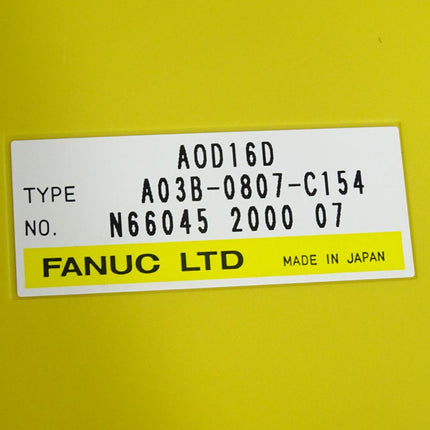 AOD16D
TYPE A03B-0807-C154
NO. N66045 2000 07
FANUC LTD MADE IN JAPAN